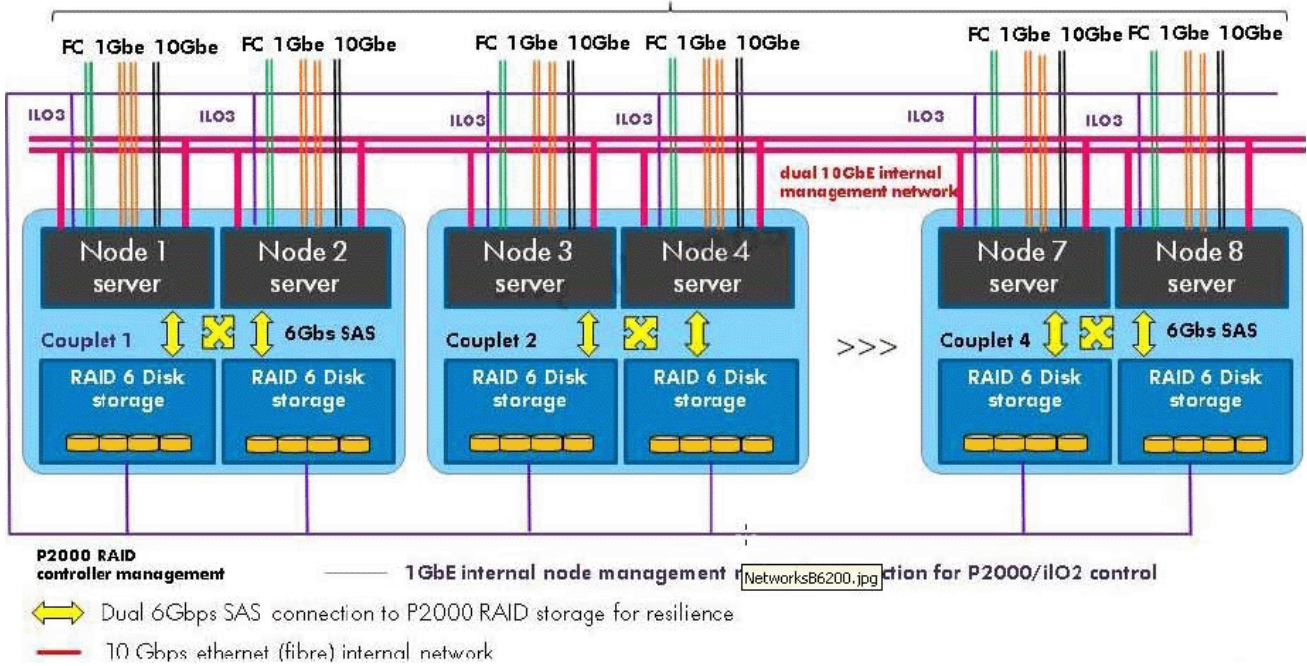 FC 1Gbe 10Gbe FC 1Gbe 10Gbe FC 1Gbe 10Gbe FC 1Gbe 10Gbe FC 1Gbe 10Gbe FC 1Gbe 10Gbe
ILO3 ILO3 ILO3 ILO3 ILO3 ILO3
dual 10GbE internal
management network
Node 1
server
Node 2
server
Node 3
server
Node 4
server
Node 7
server
Node 8
server
Couplet 1
6Gbs SAS
Couplet 2
>>>
Couplet 4
6Gbs SAS
RAID 6 Disk
storage
RAID 6 Disk
storage
RAID 6 Disk
storage
RAID 6 Disk
storage
RAID 6 Disk
storage
RAID 6 Disk
storage
P2000 RAID
controller management
1GbE internal node management
NetworksB6200.jpg
ction for P2000/ilO2 control
Dual 6Gbps SAS connection to P2000 RAID storage for resilience
10 Gbps ethernet (fibre) internal network